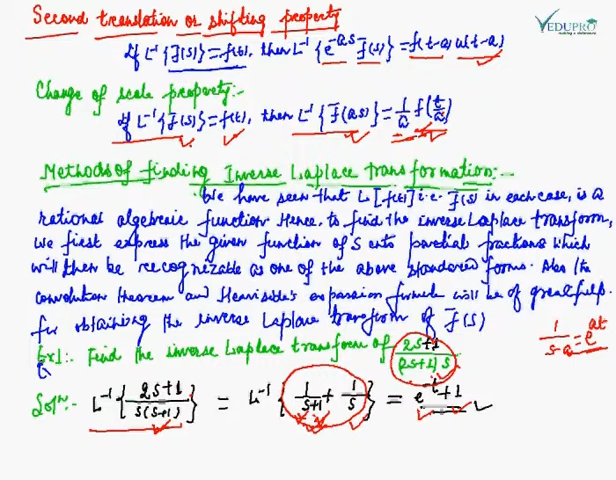 Second translation or shifting property
VEDUPRO
If L⁻¹{F̄(s)} = f(t), then L⁻¹{e^{-as} F̄(s)} = f(t-a) u(t-a)
Change of scale property:-
If L⁻¹{F̄(s)} = f(t), then L⁻¹{F̄(as)} = 1/a f(t/a)
Methods of finding Inverse Laplace transformation:-
We have seen that L[f(t)] i.e. F̄(s) in each case, is a
rational algebraic function Hence, to find the inverse Laplace transform,
we first express the given function of S into partial fractions which
will then be recognizable as one of the above standered forms. Also the
convolution theorem and Heaviside's expansion formula will be of great help.
for obtaining the inverse Laplace transform of F̄(s)
1/(s-a) = e^{at}
Ex1:- Find the inverse Laplace transform of (2s+1)/((2s+1)s)
Soln:- L⁻¹{(2s+1)/(s(s+1))} = L⁻¹{1/(s+1) + 1/s} = e^{-t}+1